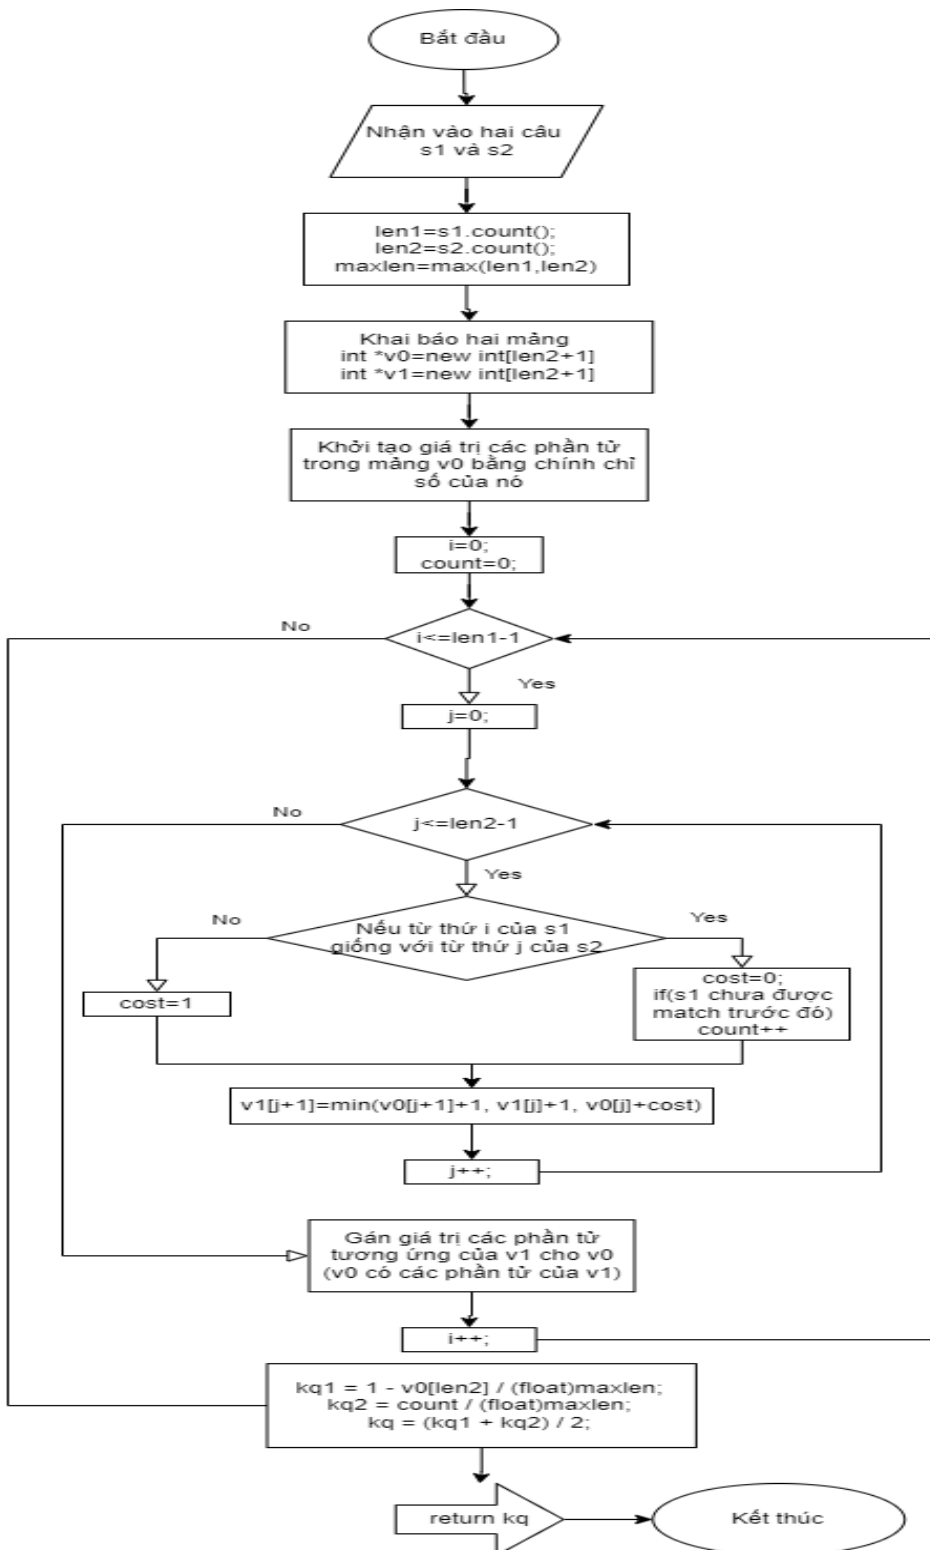 Bắt đầu
Nhận vào hai câu
s1 và s2
len1=s1.count();
len2=s2.count();
maxlen=max(len1,len2)
Khai báo hai mảng
int *v0=new int[len2+1]
int *v1=new int[len2+1]
Khởi tạo giá trị các phần tử
trong mảng v0 bằng chính chỉ
số của nó
i=0;
count=0;
No
i<=len1-1
Yes
j=0;
No
j<=len2-1
Yes
No
Nếu từ thứ i của s1
giống với từ thứ j của s2
Yes
cost=1
cost=0;
if(s1 chưa được
match trước đó)
count++
v1[j+1]=min(v0[j+1]+1, v1[j]+1, v0[j]+cost)
j++;
Gán giá trị các phần tử
tương ứng của v1 cho v0
(v0 có các phần tử của v1)
i++;
kq1 = 1 - v0[len2] / (float)maxlen;
kq2 = count / (float)maxlen;
kq = (kq1 + kq2) / 2;
return kq
Kết thúc